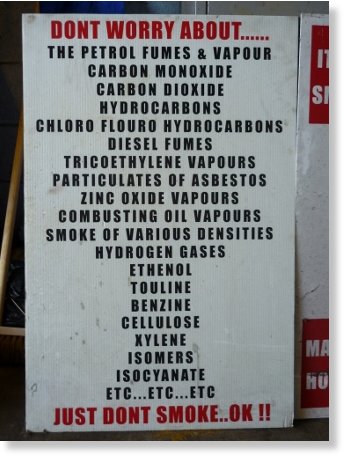 DONT WORRY ABOUT......
THE PETROL FUMES & VAPOUR
CARBON MONOXIDE
CARBON DIOXIDE
HYDROCARBONS
CHLORO FLOURO HYDROCARBONS
DIESEL FUMES
TRICOETHYLENE VAPOURS
PARTICULATES OF ASBESTOS
ZINC OXIDE VAPOURS
COMBUSTING OIL VAPOURS
SMOKE OF VARIOUS DENSITIES
HYDROGEN GASES
ETHENOL
TOULINE
BENZINE
CELLULOSE
XYLENE
ISOMERS
ISOCYANATE
ETC...ETC...ETC
JUST DONT SMOKE..OK !!